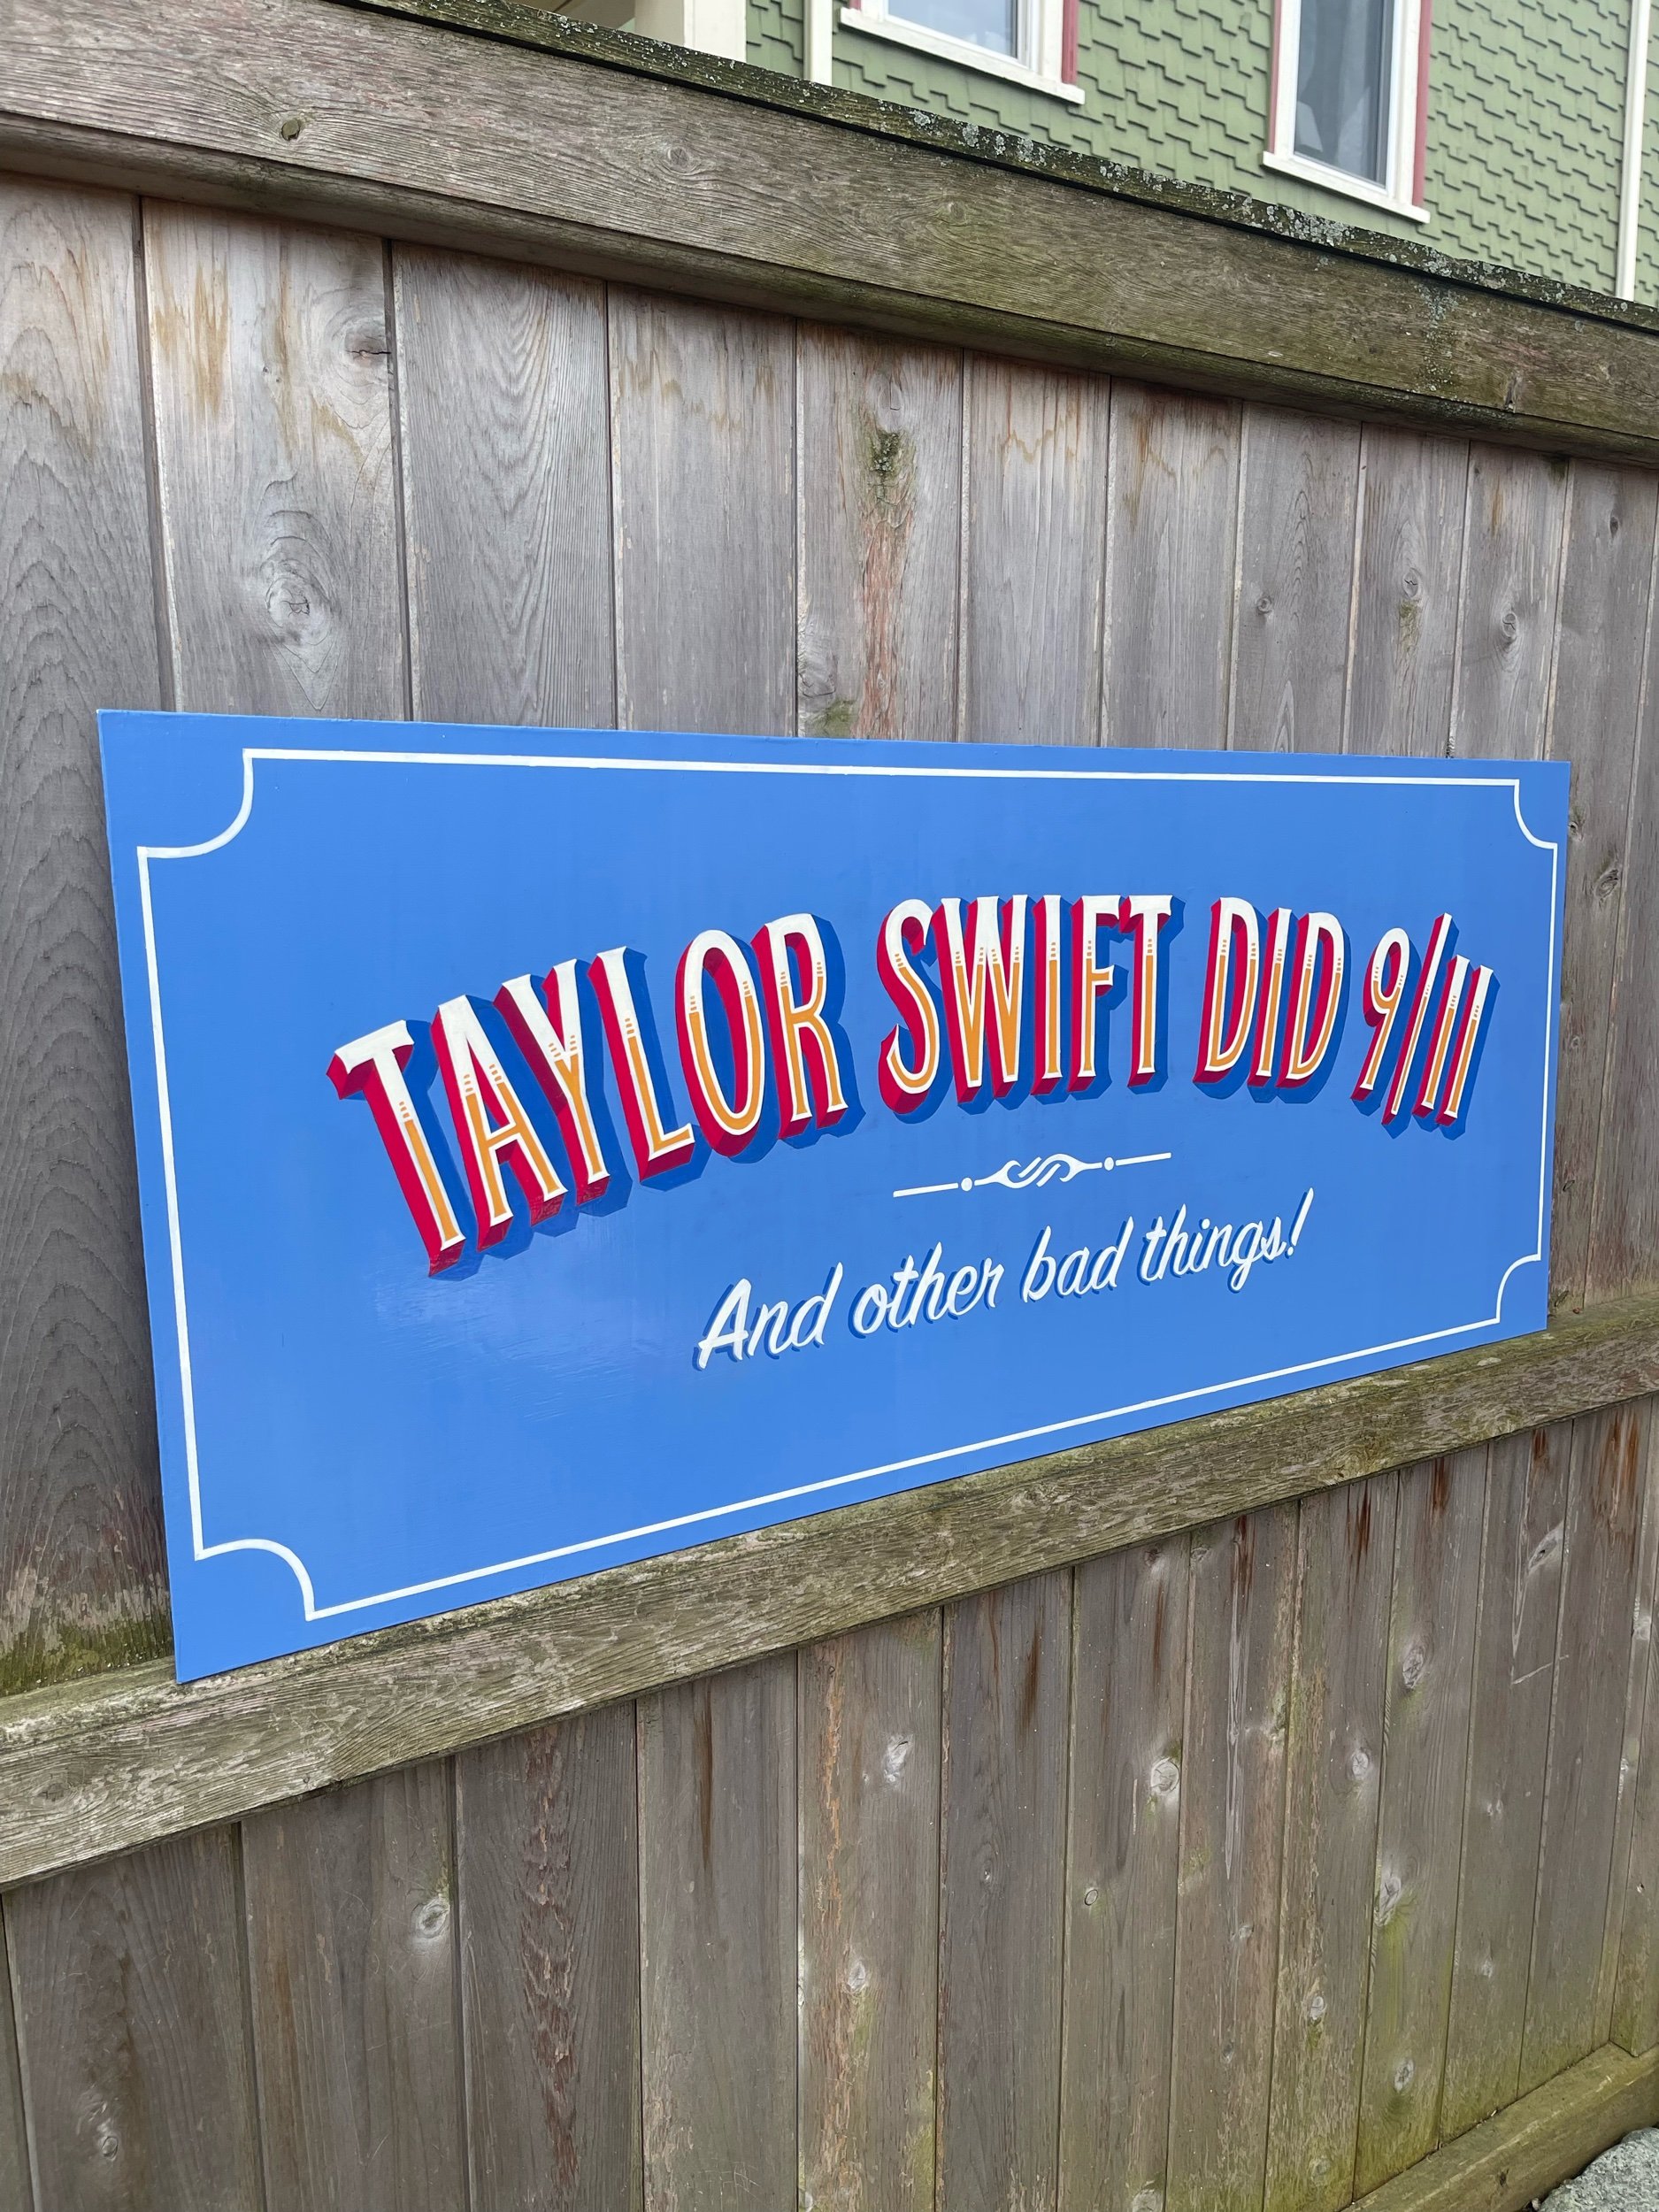 TAYLOR SWIFT DID 9/11
And other bad things!